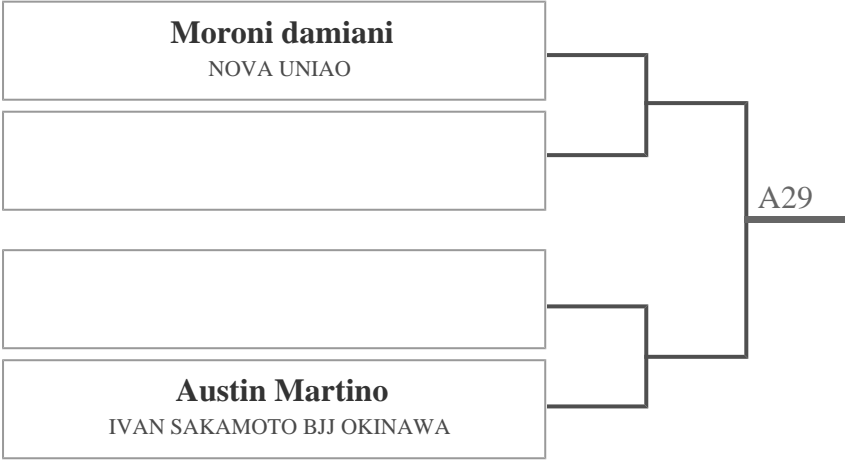 Moroni damiani
NOVA UNIAO
A29
Austin Martino
IVAN SAKAMOTO BJJ OKINAWA